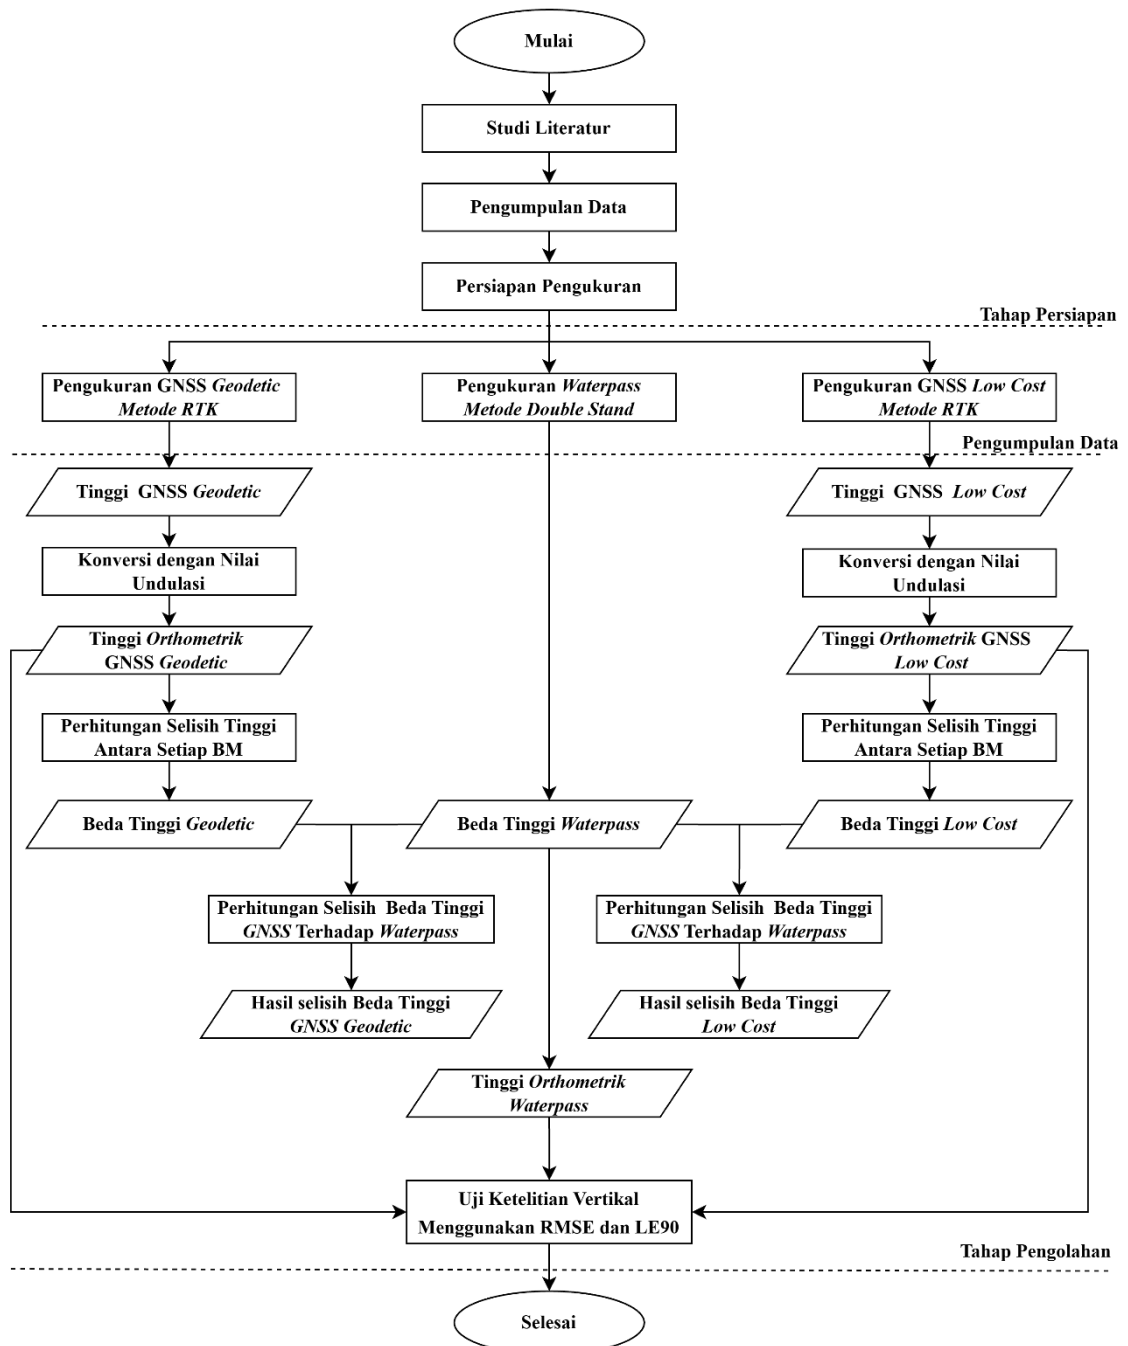 Mulai
Studi Literatur
Pengumpulan Data
Persiapan Pengukuran
Tahap Persiapan
Pengukuran GNSS Geodetic
Metode RTK
Pengukuran Waterpass
Metode Double Stand
Pengukuran GNSS Low Cost
Metode RTK
Pengumpulan Data
Tinggi GNSS Geodetic
Tinggi GNSS Low Cost
Konversi dengan Nilai
Undulasi
Konversi dengan Nilai
Undulasi
Tinggi Orthometrik
GNSS Geodetic
Tinggi Orthometrik GNSS
Low Cost
Perhitungan Selisih Tinggi
Antara Setiap BM
Perhitungan Selisih Tinggi
Antara Setiap BM
Beda Tinggi Geodetic
Beda Tinggi Waterpass
Beda Tinggi Low Cost
Perhitungan Selisih Beda Tinggi
GNSS Terhadap Waterpass
Perhitungan Selisih Beda Tinggi
GNSS Terhadap Waterpass
Hasil selisih Beda Tinggi
GNSS Geodetic
Hasil selisih Beda Tinggi
Low Cost
Tinggi Orthometrik
Waterpass
Uji Ketelitian Vertikal
Menggunakan RMSE dan LE90
Tahap Pengolahan
Selesai